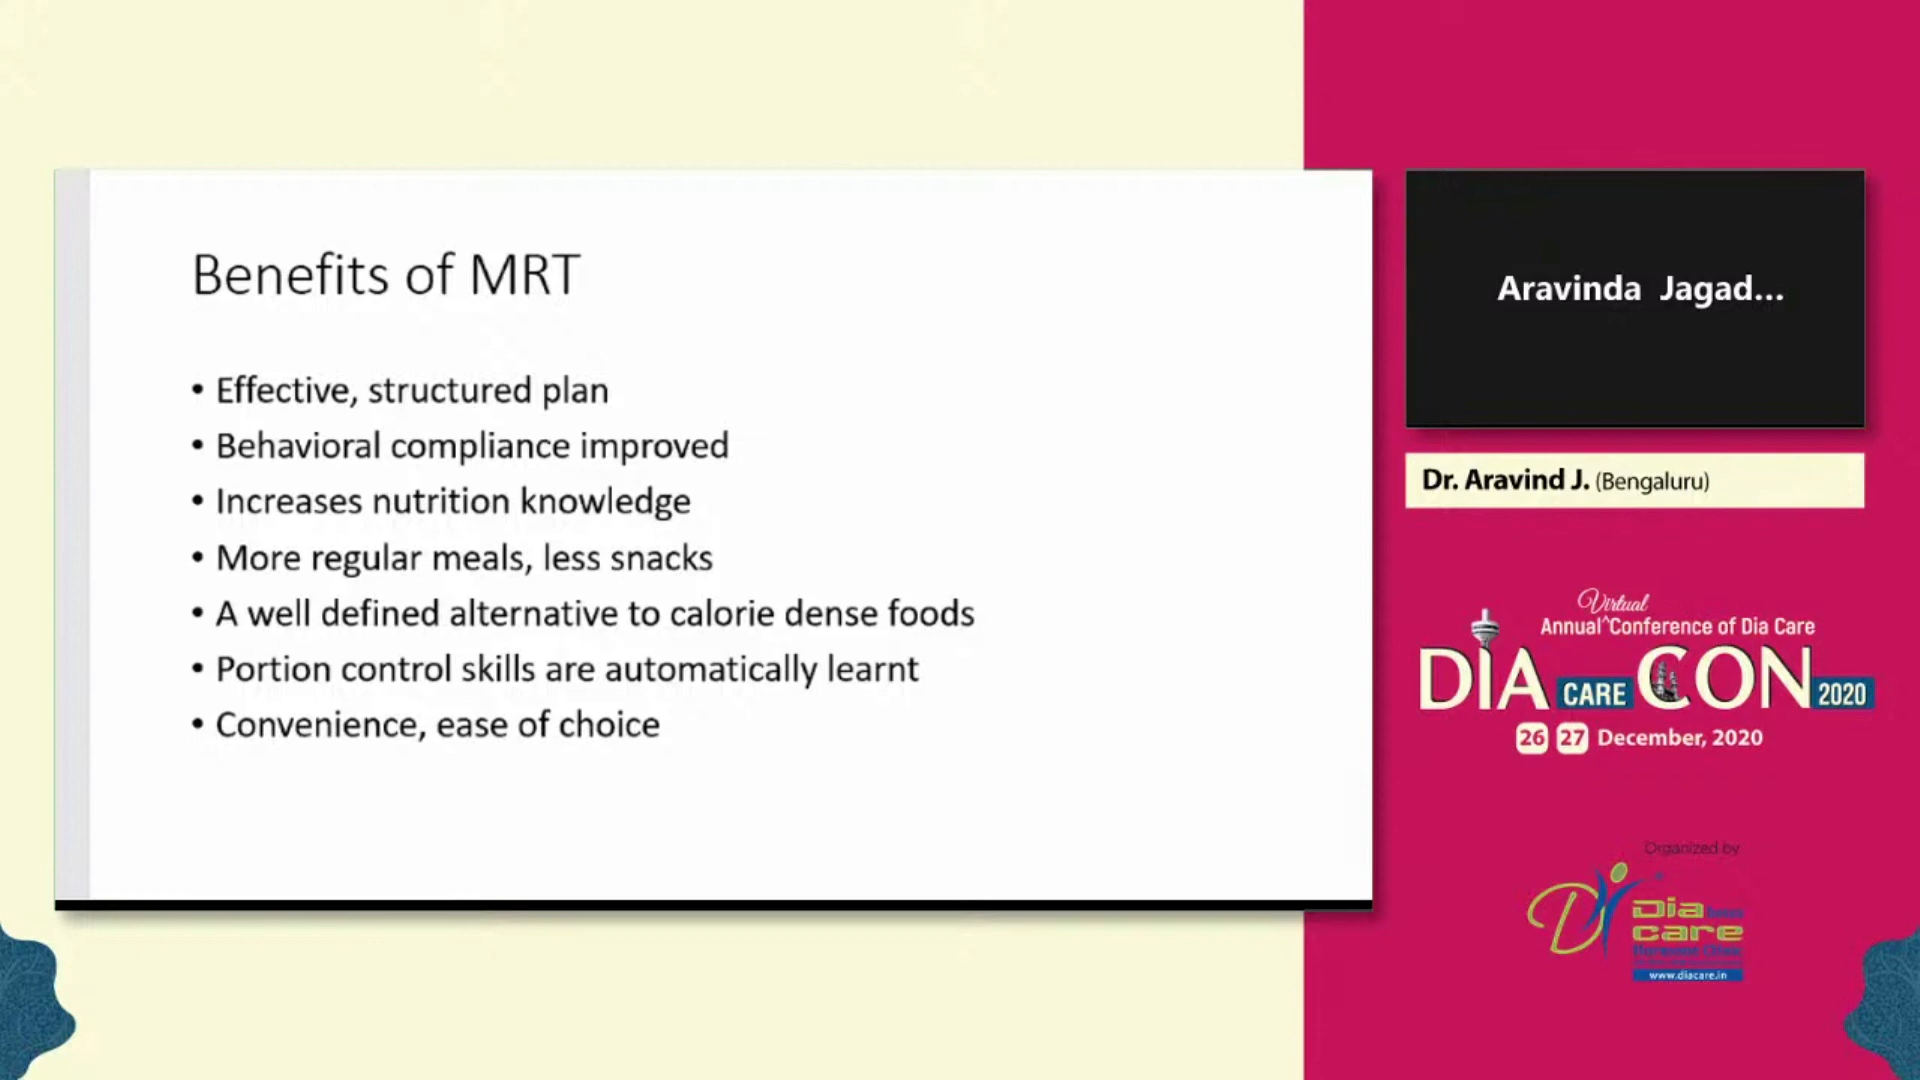 Benefits of MRT
• Effective, structured plan
• Behavioral compliance improved
• Increases nutrition knowledge
• More regular meals, less snacks
• A well defined alternative to calorie dense foods
• Portion control skills are automatically learnt
• Convenience, ease of choice
Aravinda Jagad...
Dr. Aravind J. (Bengaluru)
Virtual
Annual^Conference of Dia Care
DIA CARE CON 2020
26 27 December, 2020
Organized by
Dia
care
www.diacare.in